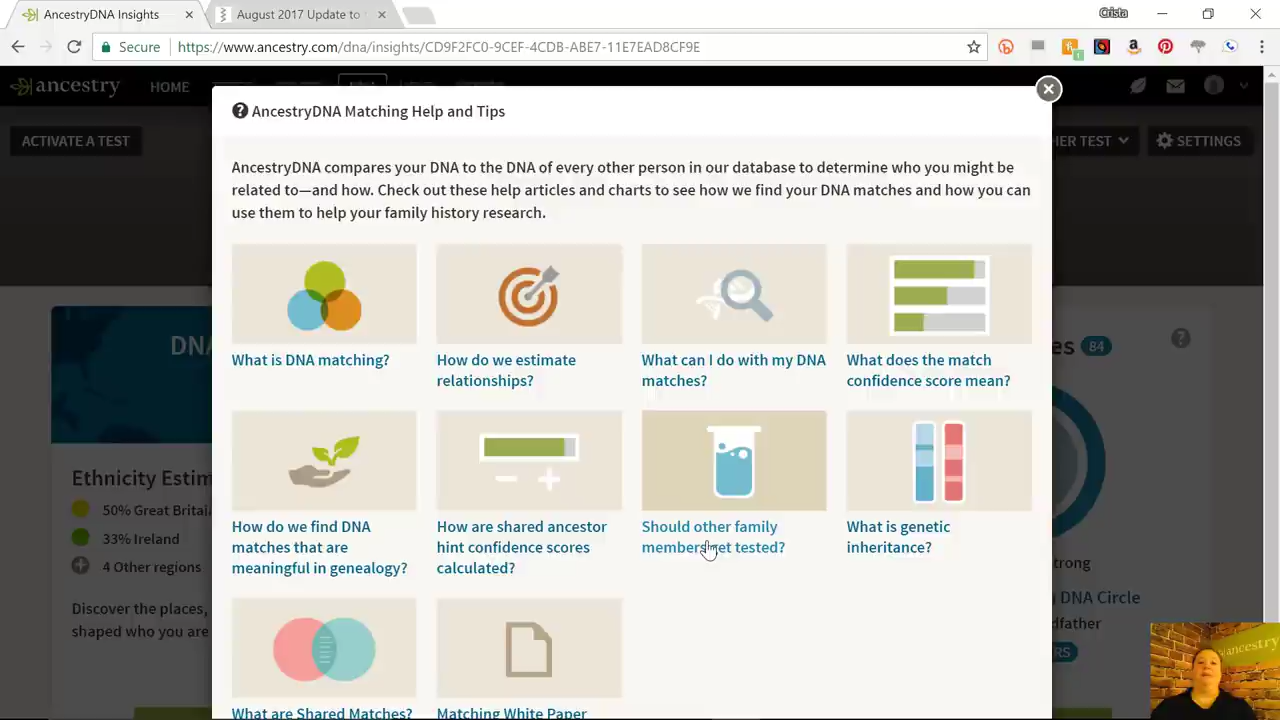 AncestryDNA Insights
August 2017 Update to
Crista
Secure
https://www.ancestry.com/dna/insights/CD9F2FC0-9CEF-4CDB-ABE7-11E7EAD8CF9E
1
ancestry
HOME
AncestryDNA Matching Help and Tips
ACTIVATE A TEST
HER TEST
SETTINGS
AncestryDNA compares your DNA to the DNA of every other person in our database to determine who you might be
related to—and how. Check out these help articles and charts to see how we find your DNA matches and how you can
use them to help your family history research.
DNA
es 84
?
What is DNA matching?
How do we estimate
relationships?
What can I do with my DNA
matches?
What does the match
confidence score mean?
Ethnicity Estim
50% Great Britai
33% Ireland
4 Other regions
Discover the places,
shaped who you are
How do we find DNA
matches that are
meaningful in genealogy?
How are shared ancestor
hint confidence scores
calculated?
Should other family
members get tested?
What is genetic
inheritance?
trong
DNA Circle
dfather
RS
What are Shared Matches?
Matching White Paper
ancestry